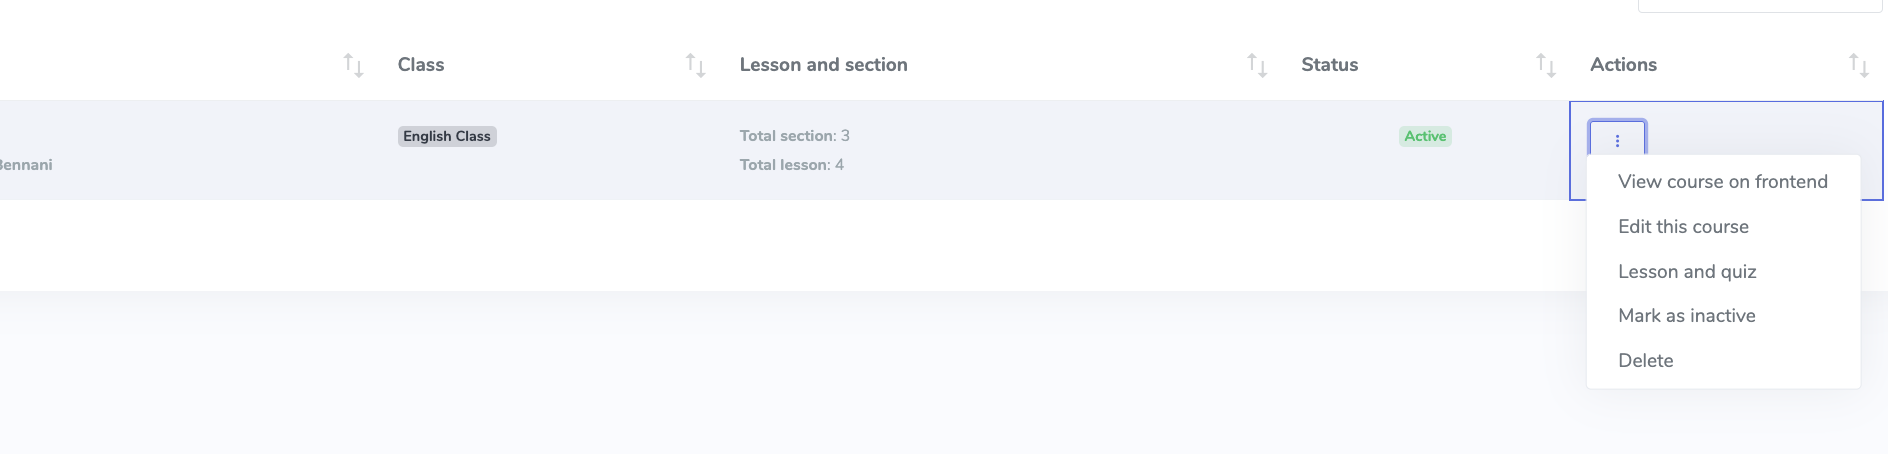 Class
Lesson and section
Status
Actions
English Class
Total section: 3
Active
Bennani
Total lesson: 4
View course on frontend
Edit this course
Lesson and quiz
Mark as inactive
Delete